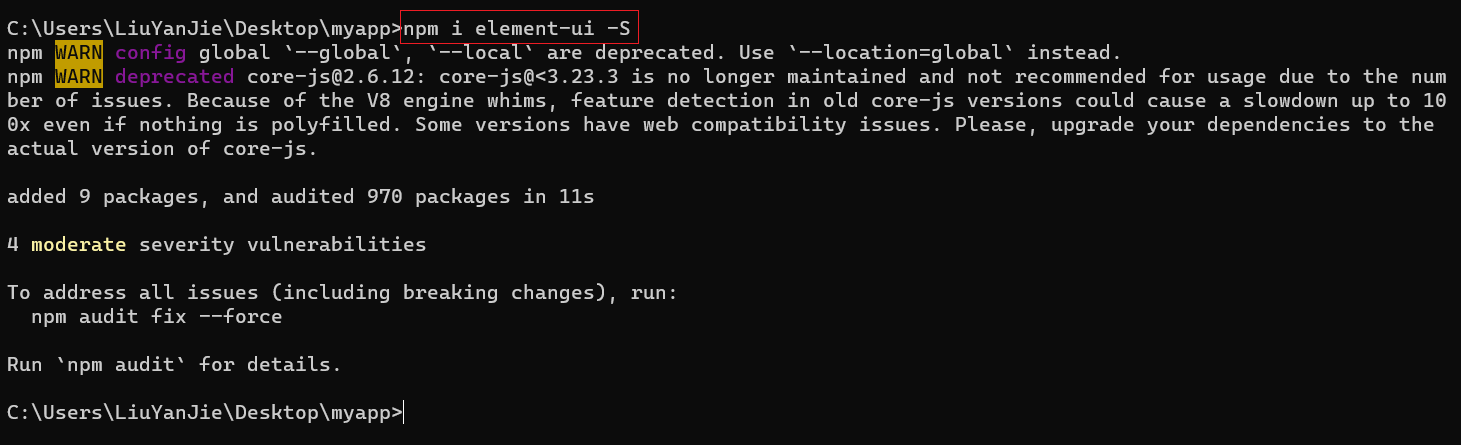 C:\Users\LiuYanJie\Desktop\myapp>npm i element-ui -S
npm WARN config global `--global`, `--local` are deprecated. Use `--location=global` instead.
npm WARN deprecated core-js@2.6.12: core-js@<3.23.3 is no longer maintained and not recommended for usage due to the num
ber of issues. Because of the V8 engine whims, feature detection in old core-js versions could cause a slowdown up to 10
0x even if nothing is polyfilled. Some versions have web compatibility issues. Please, upgrade your dependencies to the
actual version of core-js.
added 9 packages, and audited 970 packages in 11s
4 moderate severity vulnerabilities
To address all issues (including breaking changes), run:
  npm audit fix --force
Run `npm audit` for details.
C:\Users\LiuYanJie\Desktop\myapp>